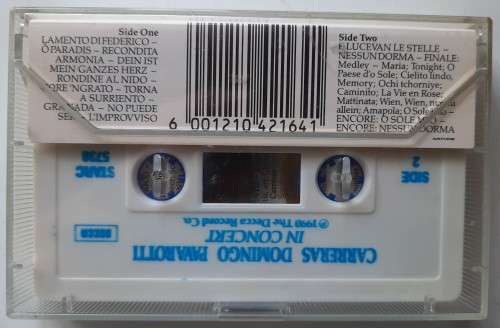 Side One
LAMENTO DI FEDERICO –
O PARADIS – RECONDITA
ARMONIA – DEIN IST
MEIN GANZES HERZ –
RONDINE AL NIDO –
CORE 'NGRATO – TORNA
A SURRIENTO –
GRANADA – NO PUEDE
SER – L'IMPROVVISO
6 001210 421641
Side Two
E LUCEVAN LE STELLE –
NESSUN DORMA – FINALE:
Medley – Maria; Tonight; O
Paese d'o Sole; Cielito lindo,
Memory; Ochi tchorniye;
Caminito; La Vie en Rose;
Mattinata; Wien, Wien, nur du
allein; Amapola; O Sole Mio –
ENCORE: O SOLE MIO –
ENCORE: NESSUN DORMA
SIDE
2
STARC
5738
℗ 1990 The Decca Record Co.
IN CONCERT
CARRERAS DOMINGO PAVAROTTI
DECCA